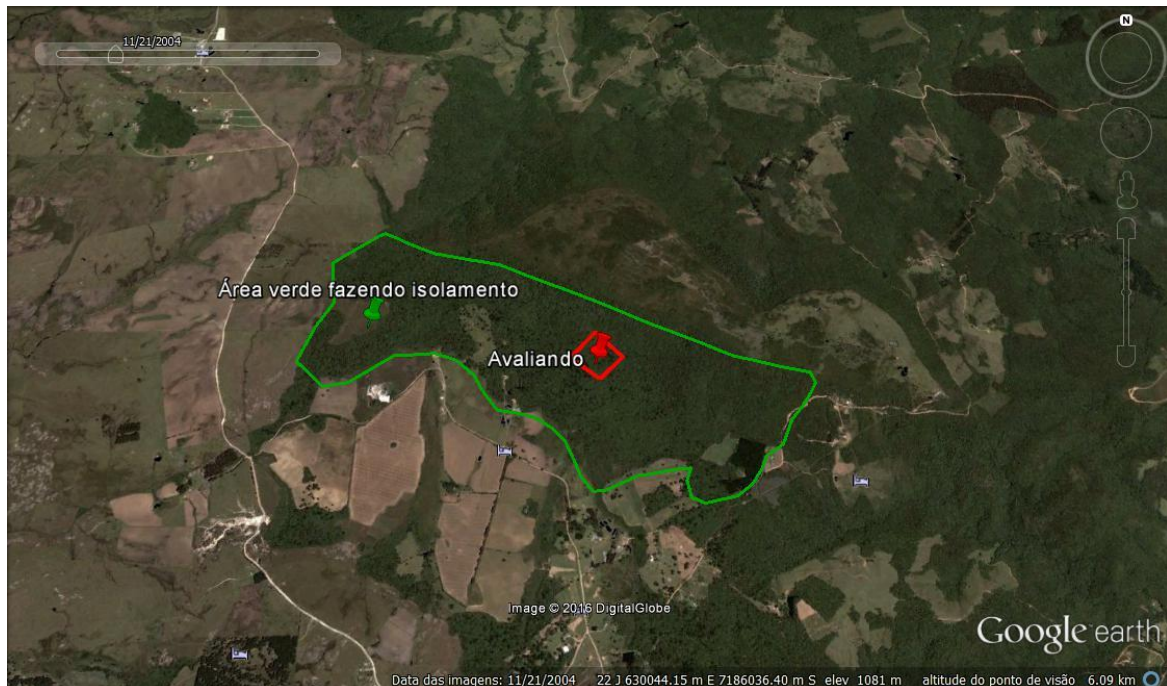 11/21/2004
N
Área verde fazendo isolamento
Avaliando
Image © 2016 DigitalGlobe
Google earth
Data das imagens: 11/21/2004 22 J 630044.15 m E 7186036.40 m S elev 1081 m altitude do ponto de visão 6.09 km